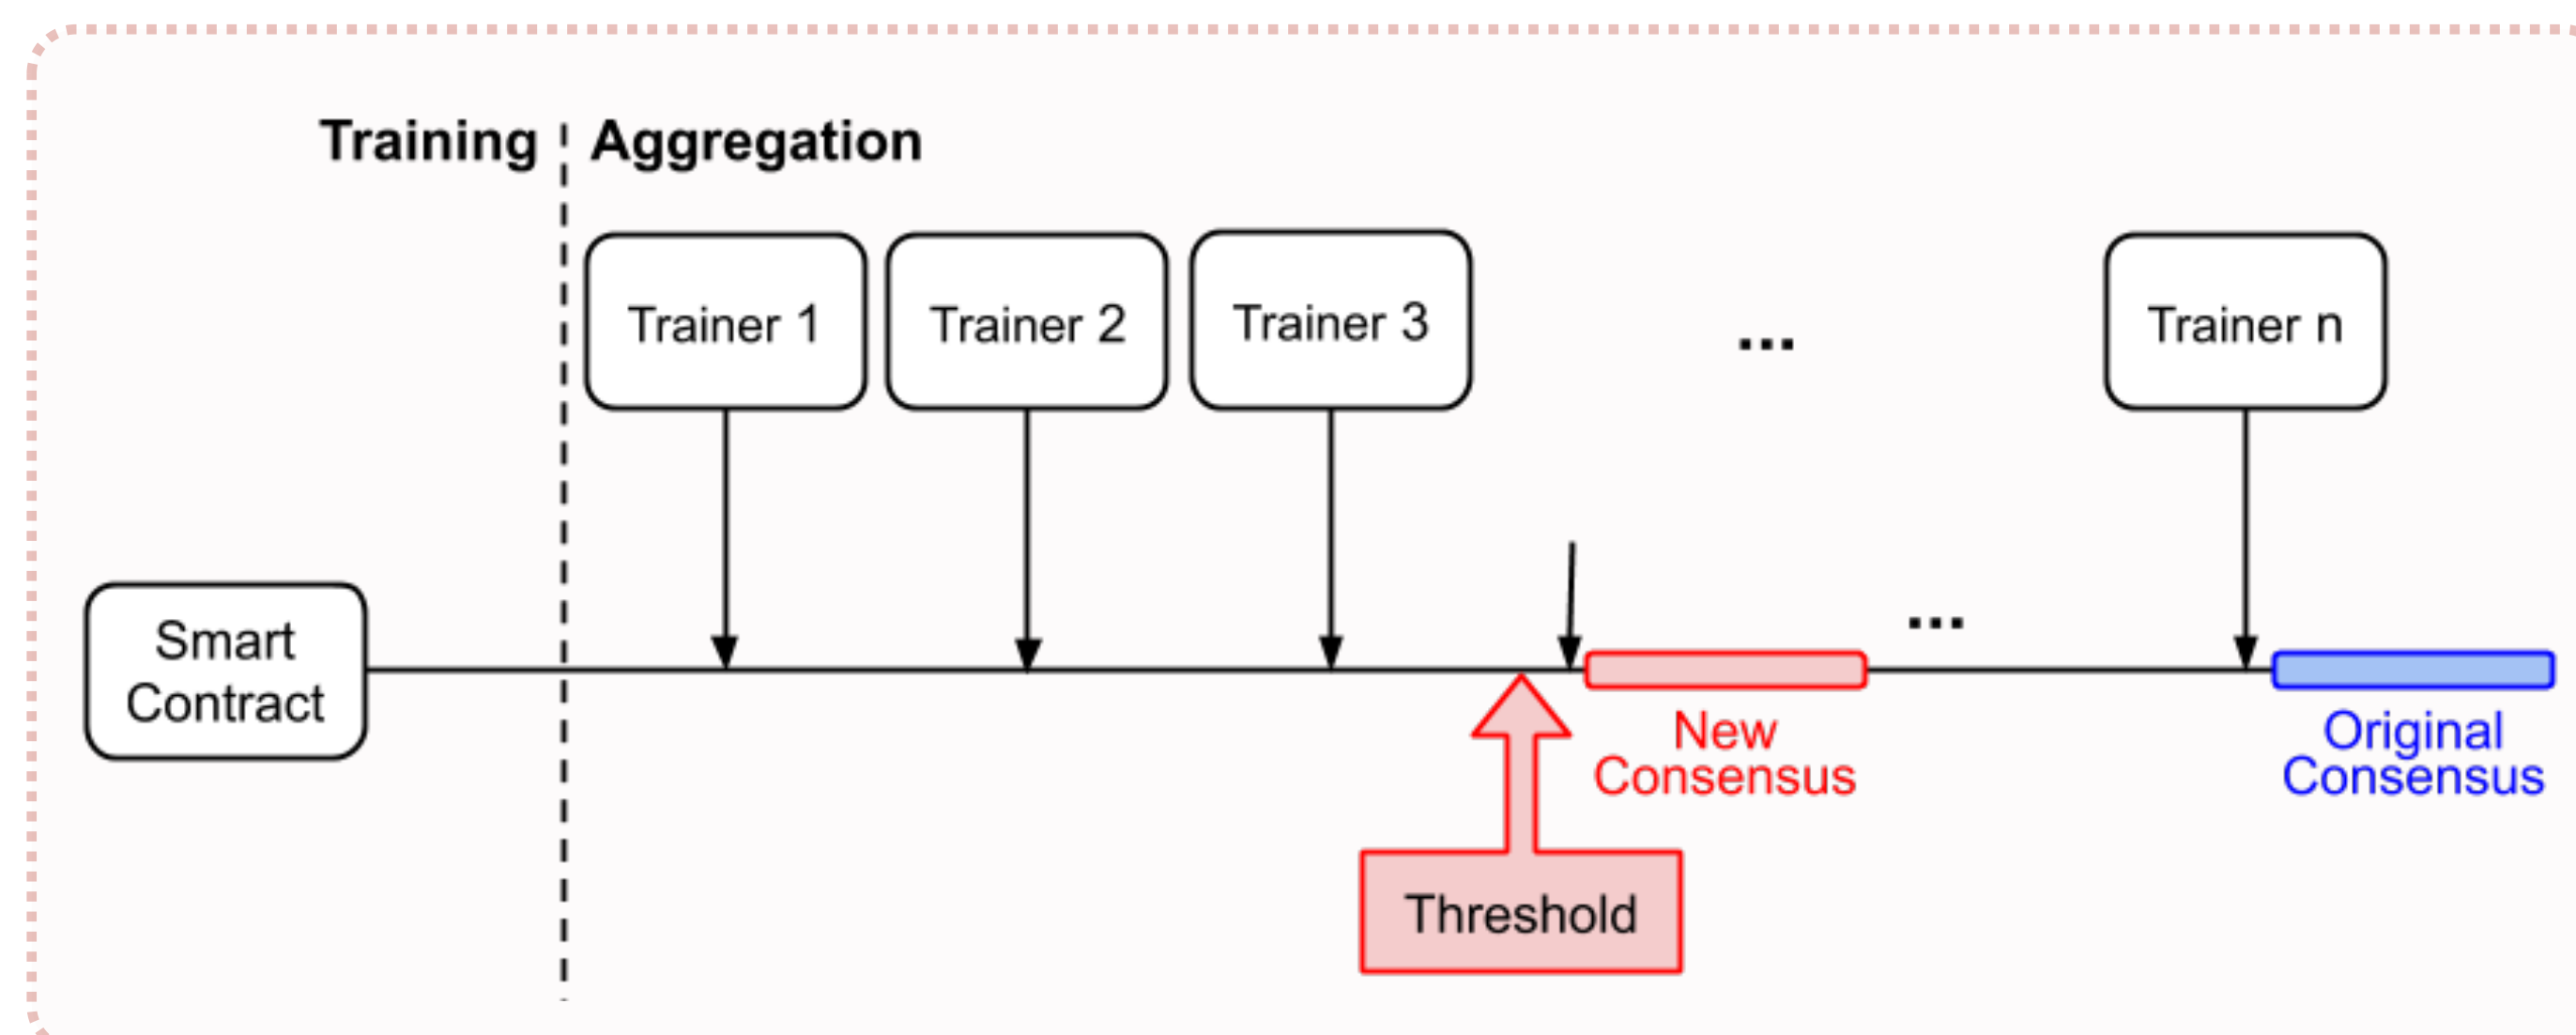 Training
Aggregation
Trainer 1
Trainer 2
Trainer 3
...
Trainer n
Smart
Contract
...
New
Consensus
Original
Consensus
Threshold